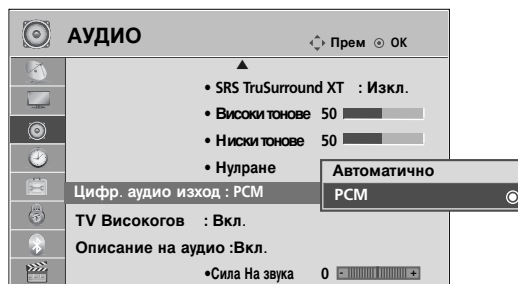 АУДИО
Прем ОК
• SRS TruSurround XT : Изкл.
• Високи тонове 50
• Ниски тонове 50
• Нулране
Автоматично
Цифр. аудио изход : PCM
PCM
TV Високогов : Вкл.
Описание на аудио :Вкл.
•Сила На звука 0 - +